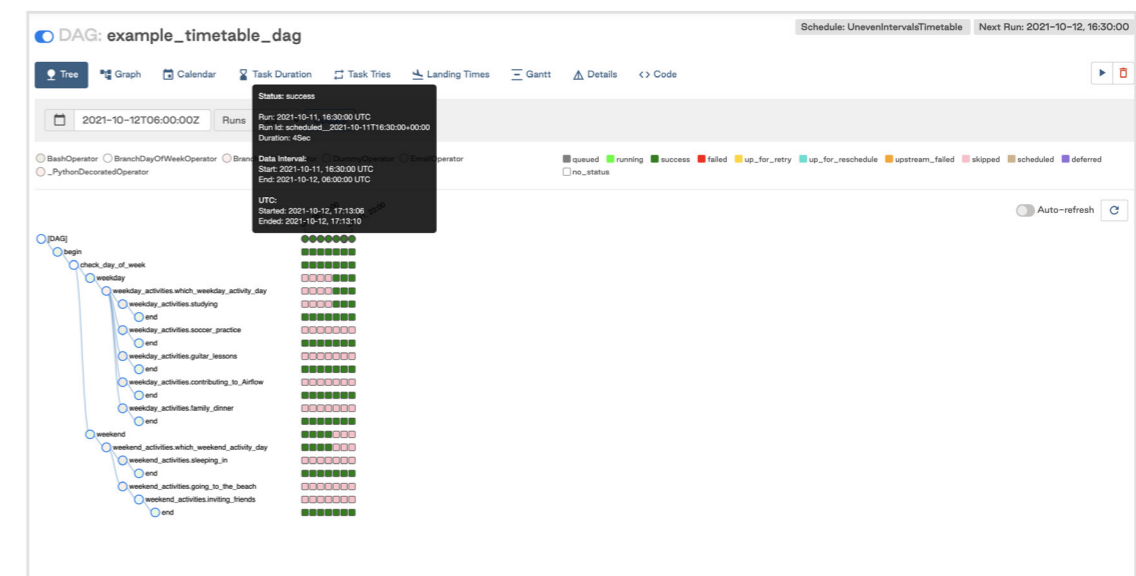 DAG: example_timetable_dag
Schedule: UnevenIntervalsTimetable Next Run: 2021-10-12, 16:30:00
Tree Graph Calendar Task Duration Task Tries Landing Times Gantt Details <> Code
2021-10-12T06:00:00Z Runs
Status: success
Run: 2021-10-11, 16:30:00 UTC
Run Id: scheduled__2021-10-11T16:30:00+00:00
Duration: 4Sec
Data Interval:
Start: 2021-10-11, 16:30:00 UTC
End: 2021-10-12, 06:00:00 UTC
UTC:
Started: 2021-10-12, 17:13:06
Ended: 2021-10-12, 17:13:10
BashOperator BranchDayOfWeekOperator Bran Operator
_PythonDecoratedOperator
queued running success failed up_for_retry up_for_reschedule upstream_failed skipped scheduled deferred
no_status
Auto-refresh
[DAG]
begin
check_day_of_week
weekday
weekday_activities.which_weekday_activity_day
weekday_activities.studying
end
weekday_activities.soccer_practice
end
weekday_activities.guitar_lessons
end
weekday_activities.contributing_to_Airflow
end
weekday_activities.family_dinner
end
weekend
weekend_activities.which_weekend_activity_day
weekend_activities.sleeping_in
end
weekend_activities.going_to_the_beach
weekend_activities.inviting_friends
end